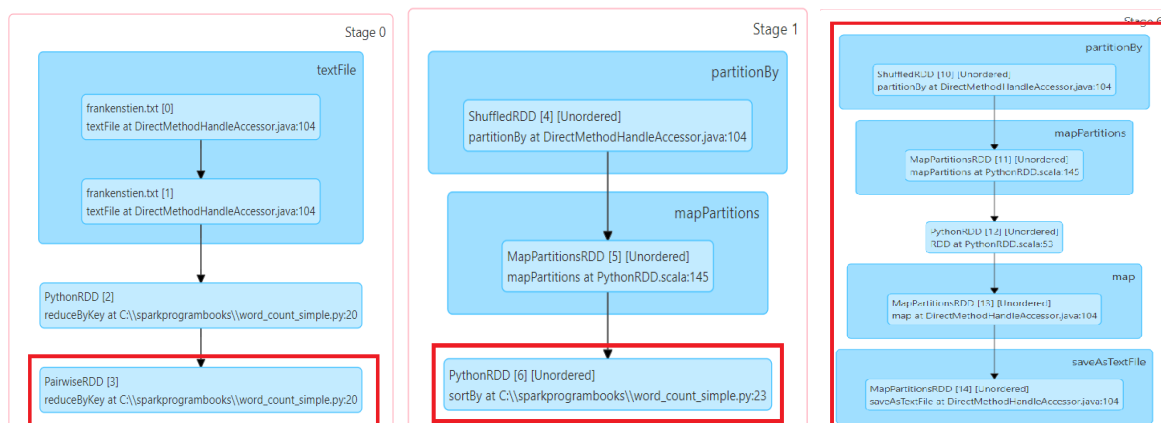 Stage 0
textFile
frankenstien.txt [0]
textFile at DirectMethodHandleAccessor.java:104
frankenstien.txt [1]
textFile at DirectMethodHandleAccessor.java:104
PythonRDD [2]
reduceByKey at C:\\sparkprogrambooks\\word_count_simple.py:20
PairwiseRDD [3]
reduceByKey at C:\\sparkprogrambooks\\word_count_simple.py:20
Stage 1
partitionBy
ShuffledRDD [4] [Unordered]
partitionBy at DirectMethodHandleAccessor.java:104
mapPartitions
MapPartitionsRDD [5] [Unordered]
mapPartitions at PythonRDD.scala:145
PythonRDD [6] [Unordered]
sortBy at C:\\sparkprogrambooks\\word_count_simple.py:23
Stage
partitionBy
ShuffledRDD [10] [Unordered]
partitionBy at DirectMethodHandleAccessor.java:104
mapPartitions
MapPartitionsRDD [11] [Unordered]
mapPartitions at PythonRDD.scala:145
PythonRDD [12] [Unordered]
RDD at PythonRDD.scala:53
map
MapPartitionsRDD [13] [Unordered]
map at DirectMethodHandleAccessor.java:104
saveAsTextFile
MapPartitionsRDD [14] [Unordered]
saveAsTextFile at DirectMethodHandleAccessor.java:104